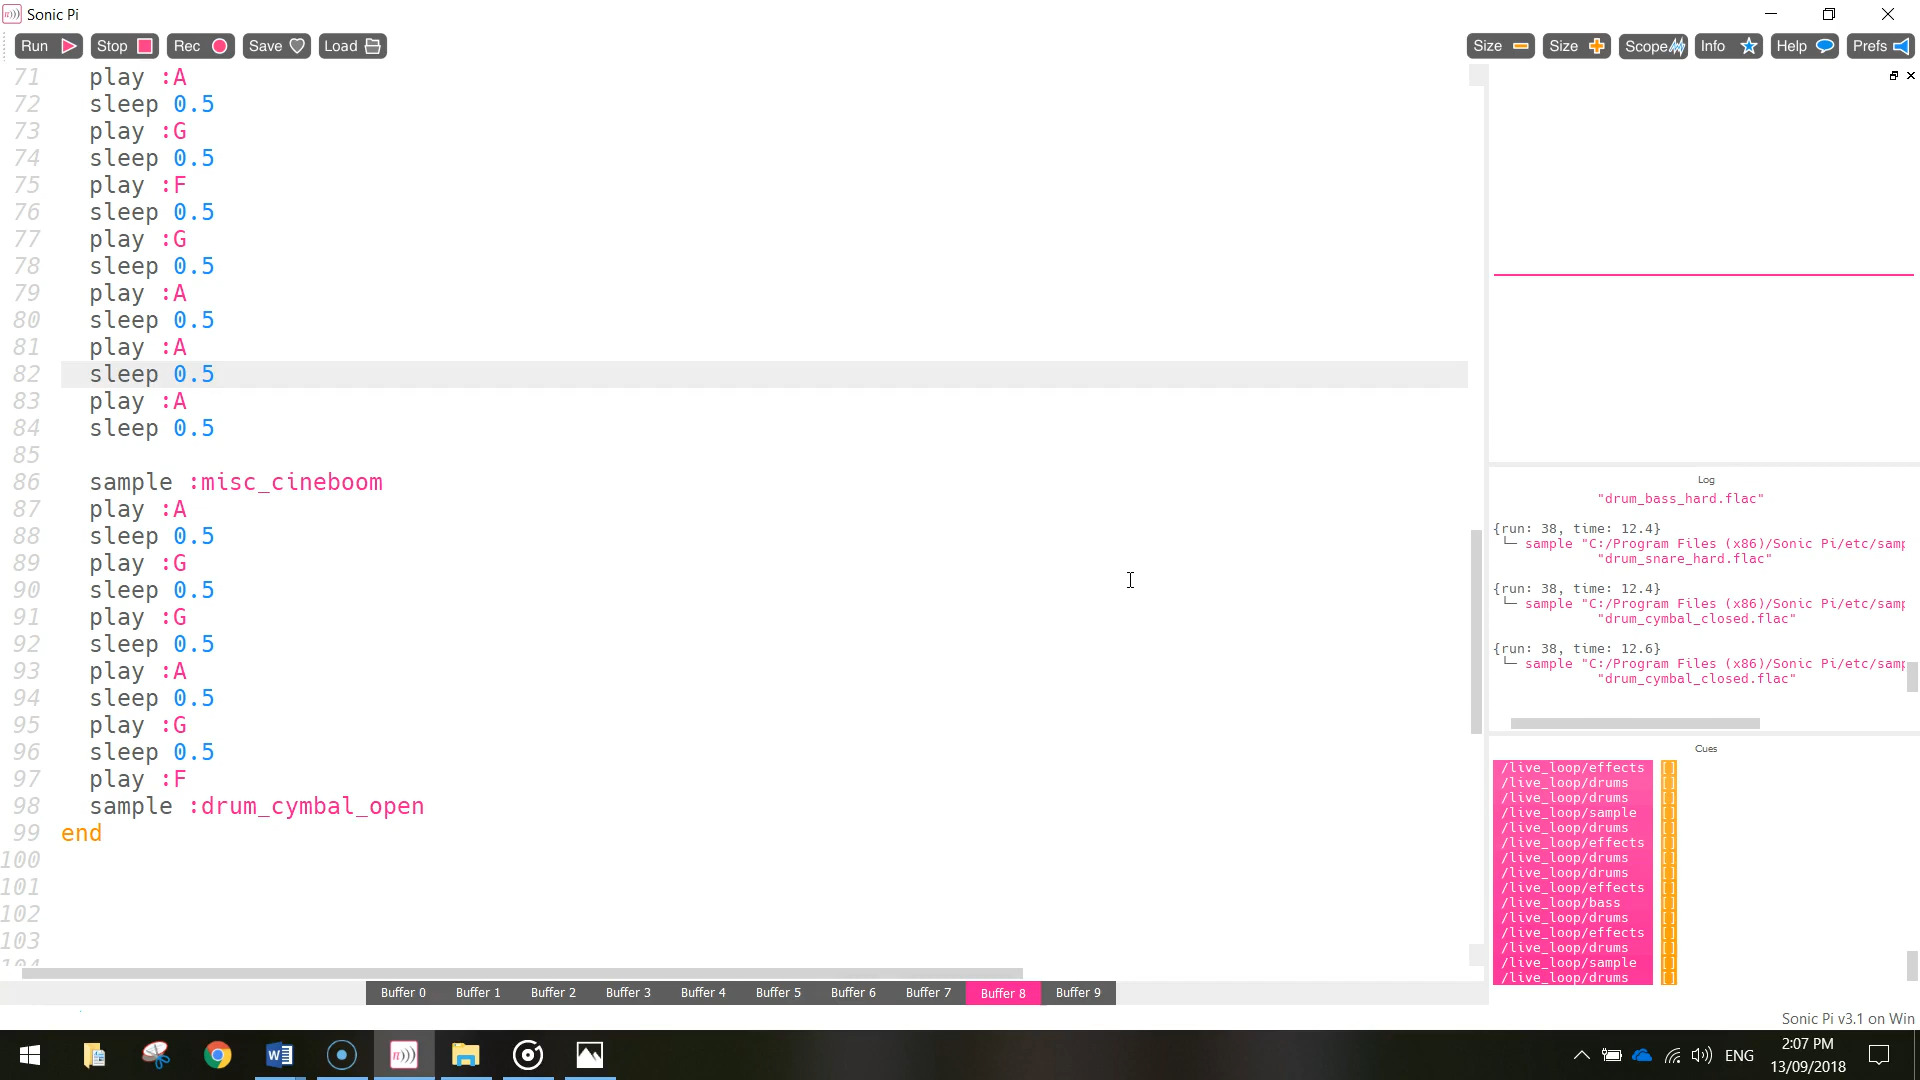 Sonic Pi
Run Stop Rec Save Load Size Size Scope Info Help Prefs
71 play :A
72 sleep 0.5
73 play :G
74 sleep 0.5
75 play :F
76 sleep 0.5
77 play :G
78 sleep 0.5
79 play :A
80 sleep 0.5
81 play :A
82 sleep 0.5
83 play :A
84 sleep 0.5
85
86 sample :misc_cineboom
87 play :A
88 sleep 0.5
89 play :G
90 sleep 0.5
91 play :G
92 sleep 0.5
93 play :A
94 sleep 0.5
95 play :G
96 sleep 0.5
97 play :F
98 sample :drum_cymbal_open
99 end
100
101
102
103
104
Log
"drum_bass_hard.flac"
{run: 38, time: 12.4}
└─ sample "C:/Program Files (x86)/Sonic Pi/etc/samp
"drum_snare_hard.flac"
{run: 38, time: 12.4}
└─ sample "C:/Program Files (x86)/Sonic Pi/etc/samp
"drum_cymbal_closed.flac"
{run: 38, time: 12.6}
└─ sample "C:/Program Files (x86)/Sonic Pi/etc/samp
"drum_cymbal_closed.flac"
Cues
/live_loop/effects []
/live_loop/drums []
/live_loop/drums []
/live_loop/sample []
/live_loop/drums []
/live_loop/effects []
/live_loop/drums []
/live_loop/drums []
/live_loop/effects []
/live_loop/bass []
/live_loop/drums []
/live_loop/effects []
/live_loop/drums []
/live_loop/sample []
/live_loop/drums []
Buffer 0 Buffer 1 Buffer 2 Buffer 3 Buffer 4 Buffer 5 Buffer 6 Buffer 7 Buffer 8 Buffer 9
Sonic Pi v3.1 on Win
ENG
2:07 PM
13/09/2018